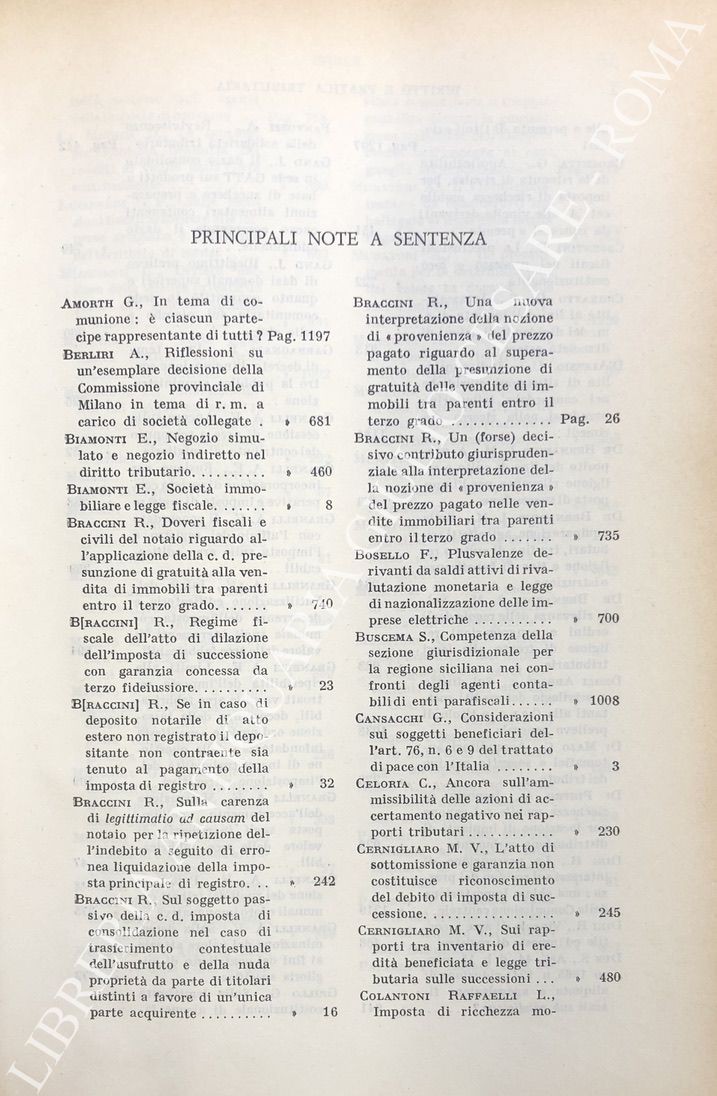 PRINCIPALI NOTE A SENTENZA
AMORTH G., In tema di co-
munione : è ciascun parte-
cipe rappresentante di tutti ? Pag. 1197
BERLIRI A., Riflessioni su
un'esemplare decisione della
Commissione provinciale di
Milano in tema di r. m. a
carico di società collegate . » 681
BIAMONTI E., Negozio simu-
lato e negozio indiretto nel
diritto tributario. ......... » 460
BIAMONTI E., Società immo-
biliare e legge fiscale. ...... » 8
BRACCINI R., Doveri fiscali e
civili del notaio riguardo al-
l'applicazione della c. d. pre-
sunzione di gratuità alla ven-
dita di immobili tra parenti
entro il terzo grado. ...... » 740
B[RACCINI] R., Regime fi-
scale dell'atto di dilazione
dell'imposta di successione
con garanzia concessa da
terzo fideiussore. ......... » 23
B[RACCINI] R., Se in caso di
deposito notarile di atto
estero non registrato il depo-
sitante non contraente sia
tenuto al pagamento della
imposta di registro ........ » 32
BRACCINI R., Sulla carenza
di legittimatio ad causam del
notaio per la ripetizione del-
l'indebito a seguito di erro-
nea liquidazione della impo-
sta principale di registro. .. » 242
BRACCINI R., Sul soggetto pas-
sivo della c. d. imposta di
consolidazione nel caso di
trasferimento contestuale
dell'usufrutto e della nuda
proprietà da parte di titolari
distinti a favore di un'unica
parte acquirente .......... » 16
BRACCINI R., Una nuova
interpretazione della nozione
di « provenienza » del prezzo
pagato riguardo al supera-
mento della presunzione di
gratuità delle vendite di im-
mobili tra parenti entro il
terzo grado .............. Pag. 26
BRACCINI R., Un (forse) deci-
sivo contributo giurispruden-
ziale alla interpretazione del-
la nozione di « provenienza »
del prezzo pagato nelle ven-
dite immobiliari tra parenti
entro il terzo grado ....... » 735
BOSELLO F., Plusvalenze de-
rivanti da saldi attivi di riva-
lutazione monetaria e legge
di nazionalizzazione delle im-
prese elettriche ........... » 700
BUSCEMA S., Competenza della
sezione giurisdizionale per
la regione siciliana nei con-
fronti degli agenti conta-
bili di enti parafiscali...... » 1008
CANSACCHI G., Considerazioni
sui soggetti beneficiari del-
l'art. 76, n. 6 e 9 del trattato
di pace con l'Italia ........ » 3
CELORIA C., Ancora sull'am-
missibilità delle azioni di ac-
certamento negativo nei rap-
porti tributari ............ » 230
CERNIGLIARO M. V., L'atto di
sottomissione e garanzia non
costituisce riconoscimento
del debito di imposta di suc-
cessione. ................. » 245
CERNIGLIARO M. V., Sui rap-
porti tra inventario di ere-
dità beneficiata e legge tri-
butaria sulle successioni ... » 480
COLANTONI RAFFAELLI L.,
Imposta di ricchezza mo-